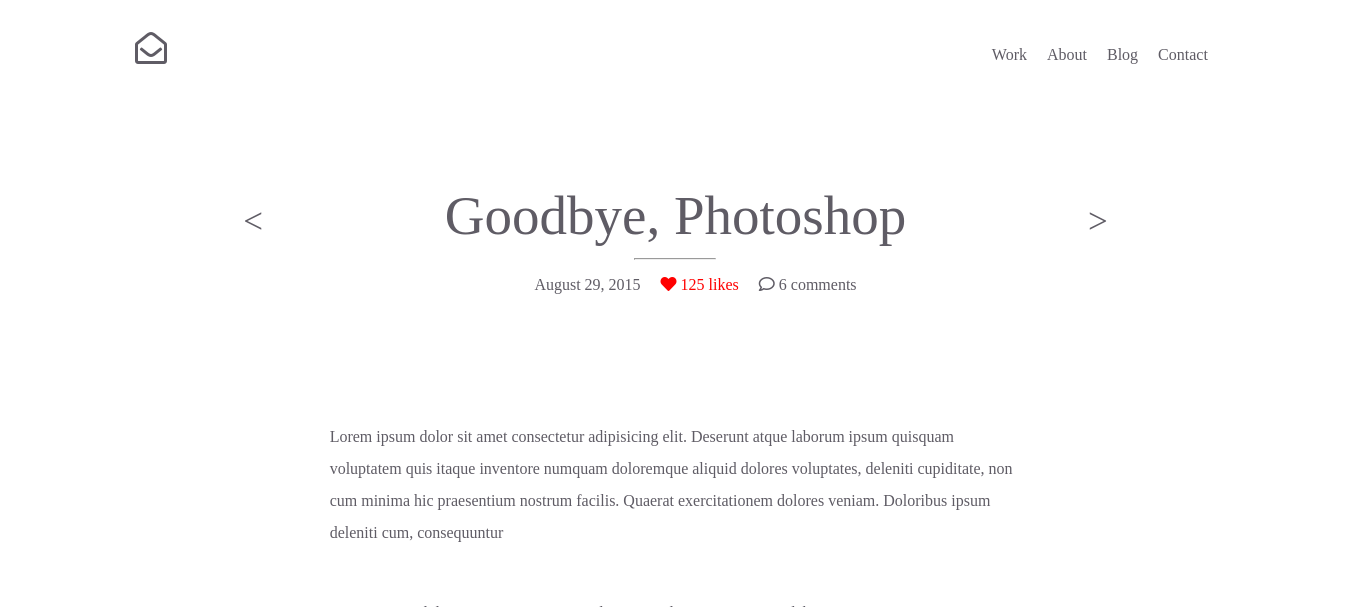 Work About Blog Contact
< Goodbye, Photoshop >
August 29, 2015 125 likes 6 comments
Lorem ipsum dolor sit amet consectetur adipisicing elit. Deserunt atque laborum ipsum quisquam
voluptatem quis itaque inventore numquam doloremque aliquid dolores voluptates, deleniti cupiditate, non
cum minima hic praesentium nostrum facilis. Quaerat exercitationem dolores veniam. Doloribus ipsum
deleniti cum, consequuntur